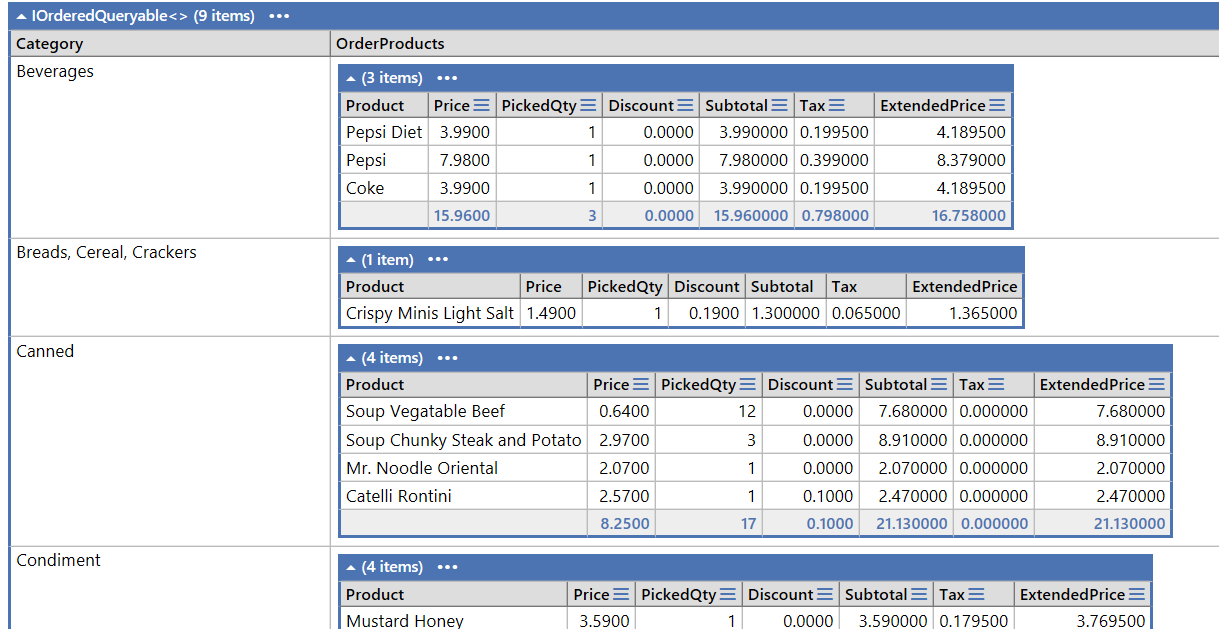 IOrderedQueryable<> (9 items) •••
Category OrderProducts
Beverages
(3 items) •••
Product Price PickedQty Discount Subtotal Tax ExtendedPrice
Pepsi Diet 3.9900 1 0.0000 3.990000 0.199500 4.189500
Pepsi 7.9800 1 0.0000 7.980000 0.399000 8.379000
Coke 3.9900 1 0.0000 3.990000 0.199500 4.189500
15.9600 3 0.0000 15.960000 0.798000 16.758000
Breads, Cereal, Crackers
(1 item) •••
Product Price PickedQty Discount Subtotal Tax ExtendedPrice
Crispy Minis Light Salt 1.4900 1 0.1900 1.300000 0.065000 1.365000
Canned
(4 items) •••
Product Price PickedQty Discount Subtotal Tax ExtendedPrice
Soup Vegatable Beef 0.6400 12 0.0000 7.680000 0.000000 7.680000
Soup Chunky Steak and Potato 2.9700 3 0.0000 8.910000 0.000000 8.910000
Mr. Noodle Oriental 2.0700 1 0.0000 2.070000 0.000000 2.070000
Catelli Rontini 2.5700 1 0.1000 2.470000 0.000000 2.470000
8.2500 17 0.1000 21.130000 0.000000 21.130000
Condiment
(4 items) •••
Product Price PickedQty Discount Subtotal Tax ExtendedPrice
Mustard Honey 3.5900 1 0.0000 3.590000 0.179500 3.769500